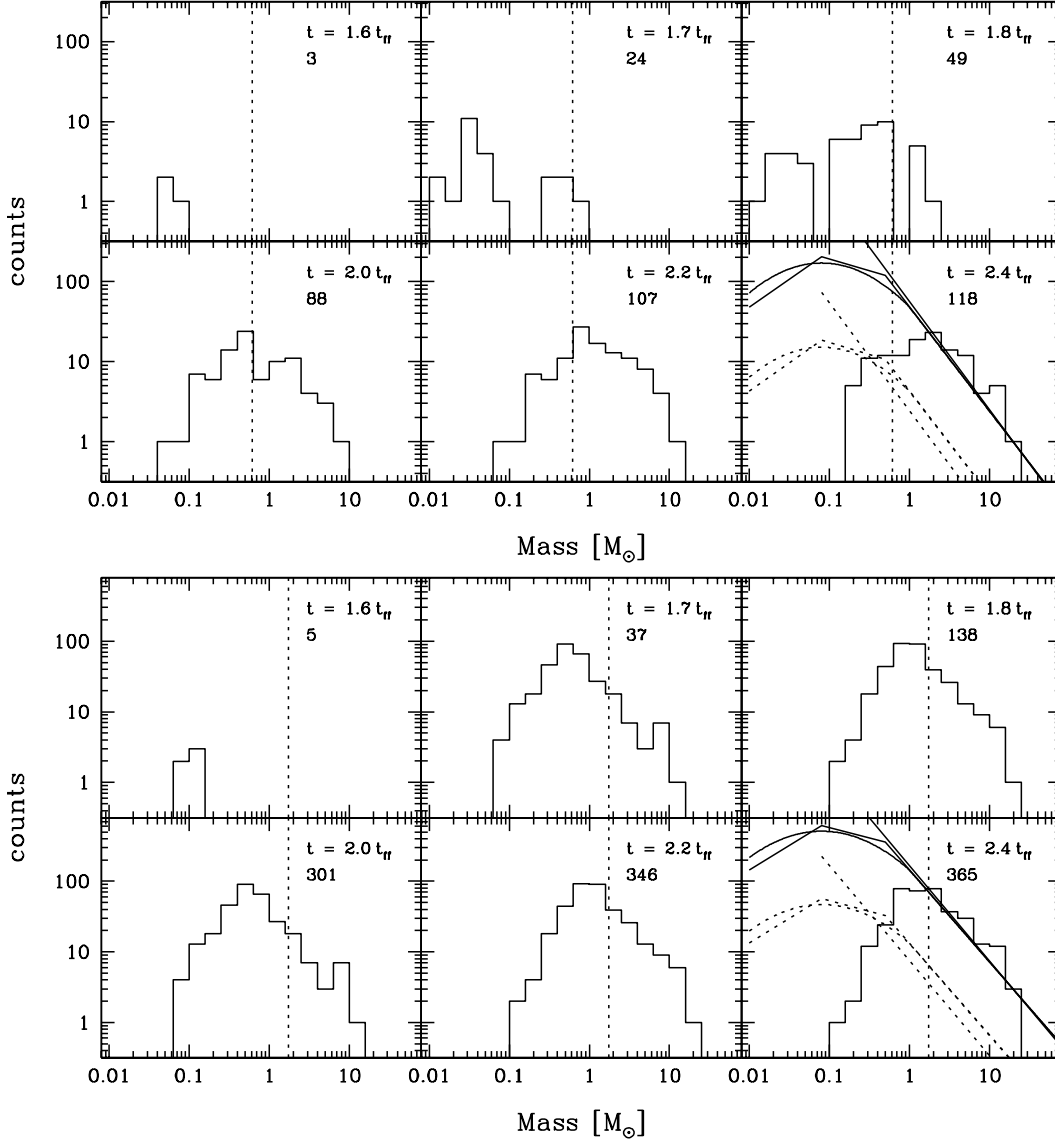 100
10
1
counts
t = 1.6 t_ff
3
t = 1.7 t_ff
24
t = 1.8 t_ff
49
100
10
1
t = 2.0 t_ff
88
t = 2.2 t_ff
107
t = 2.4 t_ff
118
0.01 0.1 1 10 0.01 0.1 1 10 0.01 0.1 1 10
Mass [M⊙]
100
10
1
counts
t = 1.6 t_ff
5
t = 1.7 t_ff
37
t = 1.8 t_ff
138
100
10
1
t = 2.0 t_ff
301
t = 2.2 t_ff
346
t = 2.4 t_ff
365
0.01 0.1 1 10 0.01 0.1 1 10 0.01 0.1 1 10
Mass [M⊙]